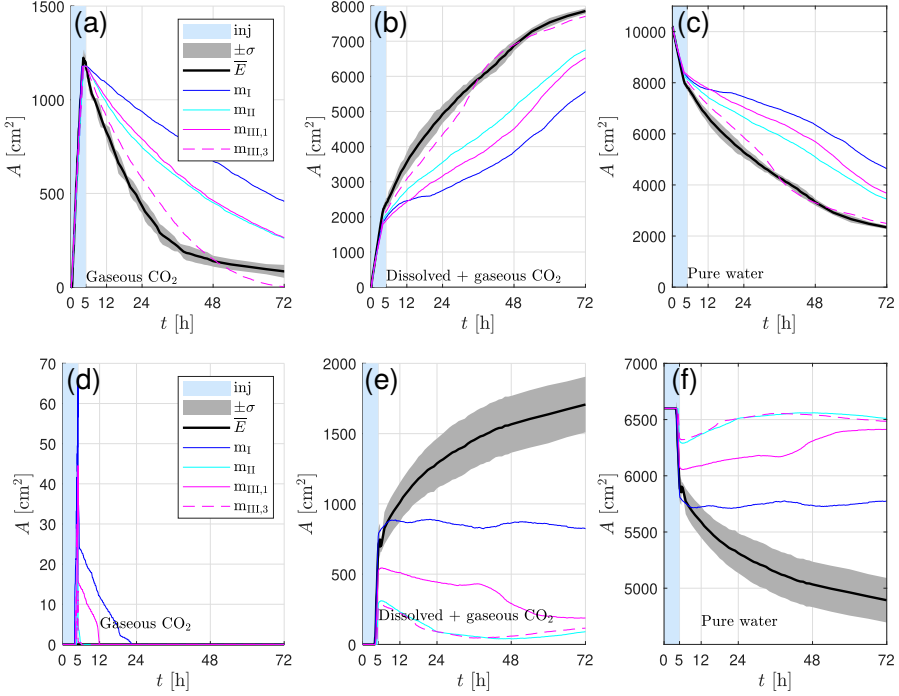 (a)
1500
1000
500
0
A [cm²]
inj
±σ
E̅
m_I
m_II
m_III,1
m_III,3
Gaseous CO₂
0 5 12 24 48 72
t [h]
(b)
8000
7000
6000
5000
4000
3000
2000
1000
0
A [cm²]
Dissolved + gaseous CO₂
0 5 12 24 48 72
t [h]
(c)
10000
8000
6000
4000
2000
A [cm²]
Pure water
0 5 12 24 48 72
t [h]
(d)
70
60
50
40
30
20
10
0
A [cm²]
inj
±σ
E̅
m_I
m_II
m_III,1
m_III,3
Gaseous CO₂
0 5 12 24 48 72
t [h]
(e)
2000
1500
1000
500
0
A [cm²]
Dissolved + gaseous CO₂
0 5 12 24 48 72
t [h]
(f)
6500
6000
5500
5000
A [cm²]
Pure water
0 5 12 24 48 72
t [h]